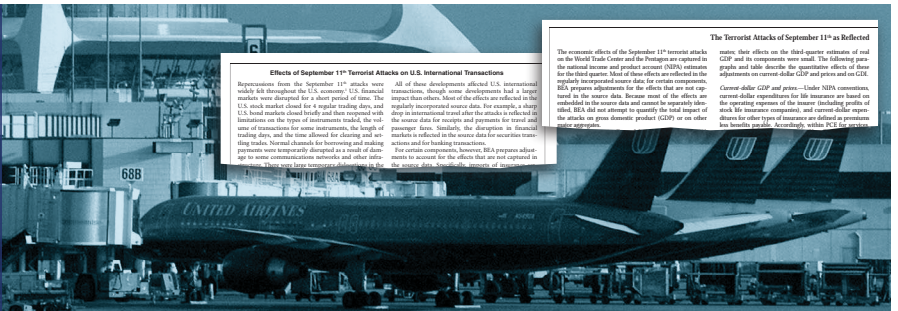 The Terrorist Attacks of September 11th as Reflected
The economic effects of the September 11th terrorist attacks
on the World Trade Center and the Pentagon are captured in
the national income and product account (NIPA) estimates
for the third quarter. Most of these effects are reflected in the
regularly incorporated source data; for certain components,
BEA prepares adjustments for the effects that are not cap-
tured in the source data. Because most of the effects are
embedded in the source data and cannot be separately iden-
tified, BEA did not attempt to quantify the total impact of
the attacks on gross domestic product (GDP) or on other
major aggregates.
mates; their effects on the third-quarter estimates of real
GDP and its components were small. The following para-
graphs and table describe the quantitative effects of these
adjustments on current-dollar GDP and prices and on GDI.
Current-dollar GDP and prices.—Under NIPA conventions,
current-dollar expenditures for life insurance are based on
the operating expenses of the insurer (including profits of
stock life insurance companies), and current-dollar expen-
ditures for other types of insurance are defined as premiums
less benefits payable. Accordingly, within PCE for services,
Effects of September 11th Terrorist Attacks on U.S. International Transactions
Repercussions from the September 11th attacks were
widely felt throughout the U.S. economy.1 U.S. financial
markets were disrupted for a short period of time. The
U.S. stock market closed for 4 regular trading days, and
U.S. bond markets closed briefly and then reopened with
limitations on the types of instruments traded, the vol-
ume of transactions for some instruments, the length of
trading days, and the time allowed for clearing and set-
tling trades. Normal channels for borrowing and making
payments were temporarily disrupted as a result of dam-
age to some communications networks and other infra-
structure. There were large temporary dislocations in the
All of these developments affected U.S. international
transactions, though some developments had a larger
impact than others. Most of the effects are reflected in the
regularly incorporated source data. For example, a sharp
drop in international travel after the attacks is reflected in
the source data for receipts and payments for travel and
passenger fares. Similarly, the disruption in financial
markets is reflected in the source data for securities trans-
actions and for banking transactions.
For certain components, however, BEA prepares adjust-
ments to account for the effects that are not captured in
the source data. Specifically, imports of insurance
68B
UNITED AIRLINES